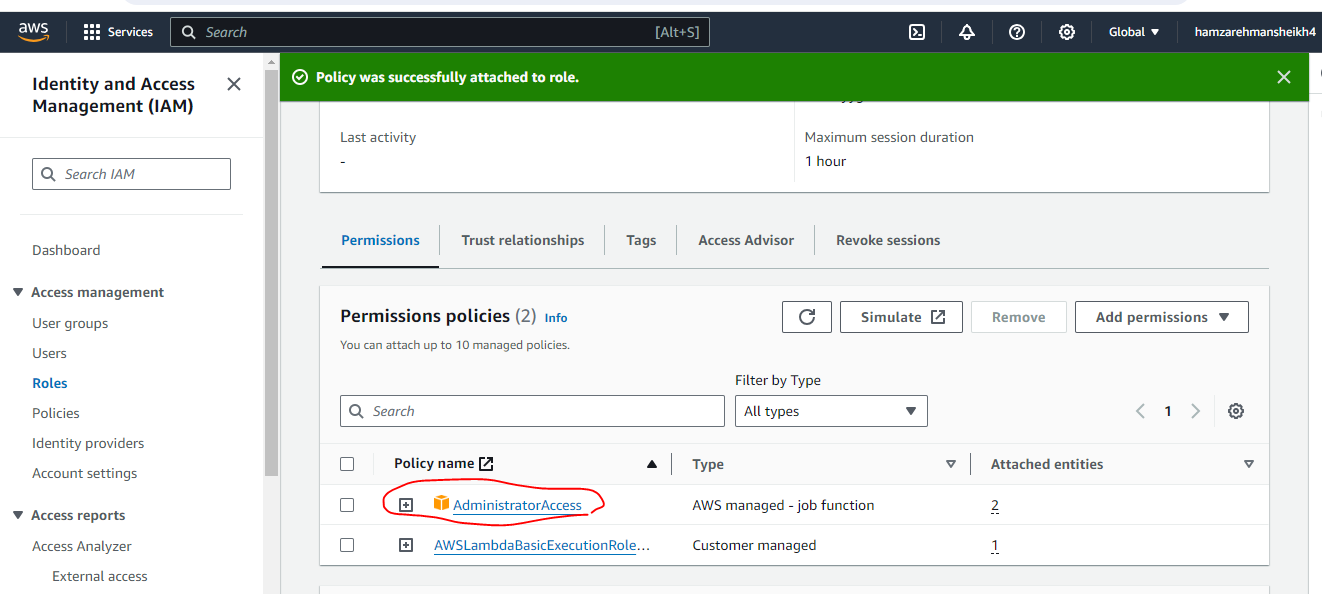 aws
Services
Search
[Alt+S]
Global
hamzarehmansheikh4
Identity and Access
Management (IAM)
Search IAM
Dashboard
Access management
User groups
Users
Roles
Policies
Identity providers
Account settings
Access reports
Access Analyzer
External access
Policy was successfully attached to role.
Last activity
-
Maximum session duration
1 hour
Permissions
Trust relationships
Tags
Access Advisor
Revoke sessions
Permissions policies (2) Info
You can attach up to 10 managed policies.
Simulate
Remove
Add permissions
Filter by Type
Search
All types
1
Policy name
Type
Attached entities
AdministratorAccess
AWS managed - job function
2
AWSLambdaBasicExecutionRole...
Customer managed
1